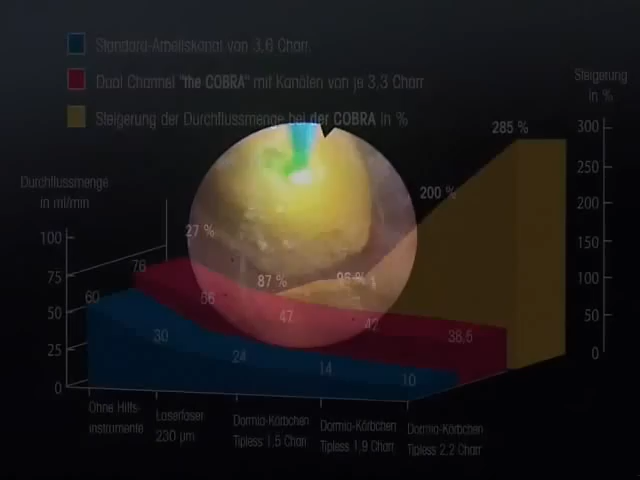 Standard-Arbeitskanal von 3,6 Charr.
Dual Channel "the COBRA" mit Kanälen von je 3,3 Charr
Steigerung der Durchflussmenge bei der COBRA in %
Steigerung
in %
Durchflussmenge
in ml/min
285 %
200 %
96 %
87 %
27 %
300
250
200
150
100
50
0
100
75
50
25
0
76
66
47
42
38,5
60
30
24
14
10
Ohne Hilfs-
instrumente
Laserfaser
230 µm
Dormia-Körbchen
Tipless 1,5 Charr
Dormia-Körbchen
Tipless 1,9 Charr
Dormia-Körbchen
Tipless 2,2 Charr